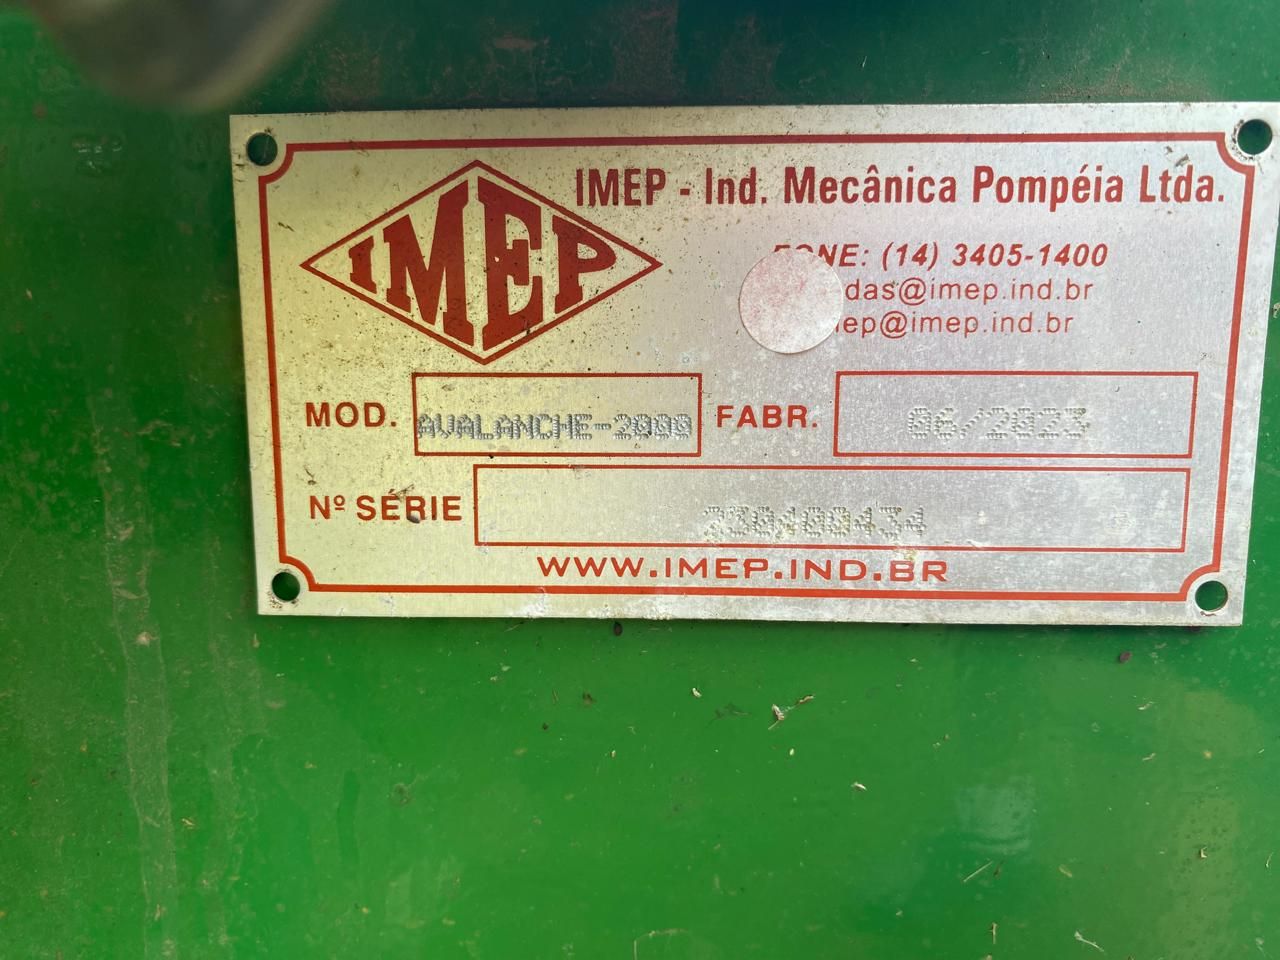 IMEP
IMEP - Ind. Mecânica Pompéia Ltda.
FONE: (14) 3405-1400
das@imep.ind.br
ep@imep.ind.br
MOD. AVALANCHE-2000 FABR. 06/2023
Nº SÉRIE
WWW.IMEP.IND.BR